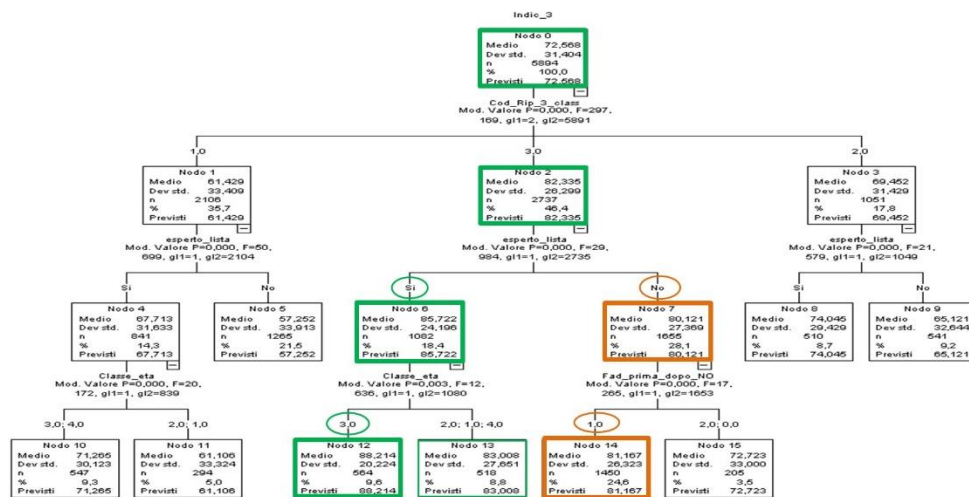 Indic_3
Nodo 0
Medio 72,568
Dev std. 31,404
n 5894
% 100,0
Previsti 72,568
Cod_Rip_3_class
Mod. Valore P=0,000, F=297,
169, gl1=2, gl2=5891
1,0
3,0
2,0
Nodo 1
Medio 61,429
Dev std. 33,409
n 2106
% 35,7
Previsti 61,429
Nodo 2
Medio 82,335
Dev std. 26,299
n 2737
% 46,4
Previsti 82,335
Nodo 3
Medio 69,452
Dev std. 31,429
n 1051
% 17,8
Previsti 69,452
esperto_lista
Mod. Valore P=0,000, F=50,
699, gl1=1, gl2=2104
esperto_lista
Mod. Valore P=0,000, F=29,
984, gl1=1, gl2=2735
esperto_lista
Mod. Valore P=0,000, F=21,
579, gl1=1, gl2=1049
Si
No
Si
No
Si
No
Nodo 4
Medio 67,713
Dev std. 31,633
n 841
% 14,3
Previsti 67,713
Nodo 5
Medio 57,252
Dev std. 33,913
n 1265
% 21,5
Previsti 57,252
Nodo 6
Medio 85,722
Dev std. 24,196
n 1082
% 18,4
Previsti 85,722
Nodo 7
Medio 80,121
Dev std. 27,369
n 1655
% 28,1
Previsti 80,121
Nodo 8
Medio 74,045
Dev std. 29,429
n 510
% 8,7
Previsti 74,045
Nodo 9
Medio 65,121
Dev std. 32,644
n 541
% 9,2
Previsti 65,121
Classe_eta
Mod. Valore P=0,000, F=20,
172, gl1=1, gl2=839
Classe_eta
Mod. Valore P=0,003, F=12,
636, gl1=1, gl2=1080
Fad_prima_dopo_NO
Mod. Valore P=0,000, F=17,
265, gl1=1, gl2=1653
3,0; 4,0
2,0; 1,0
3,0
2,0; 1,0; 4,0
1,0
2,0; 0,0
Nodo 10
Medio 71,265
Dev std. 30,123
n 547
% 9,3
Previsti 71,265
Nodo 11
Medio 61,106
Dev std. 33,324
n 294
% 5,0
Previsti 61,106
Nodo 12
Medio 88,214
Dev std. 20,224
n 564
% 9,6
Previsti 88,214
Nodo 13
Medio 83,008
Dev std. 27,651
n 518
% 8,8
Previsti 83,008
Nodo 14
Medio 81,167
Dev std. 26,323
n 1450
% 24,6
Previsti 81,167
Nodo 15
Medio 72,723
Dev std. 33,000
n 205
% 3,5
Previsti 72,723